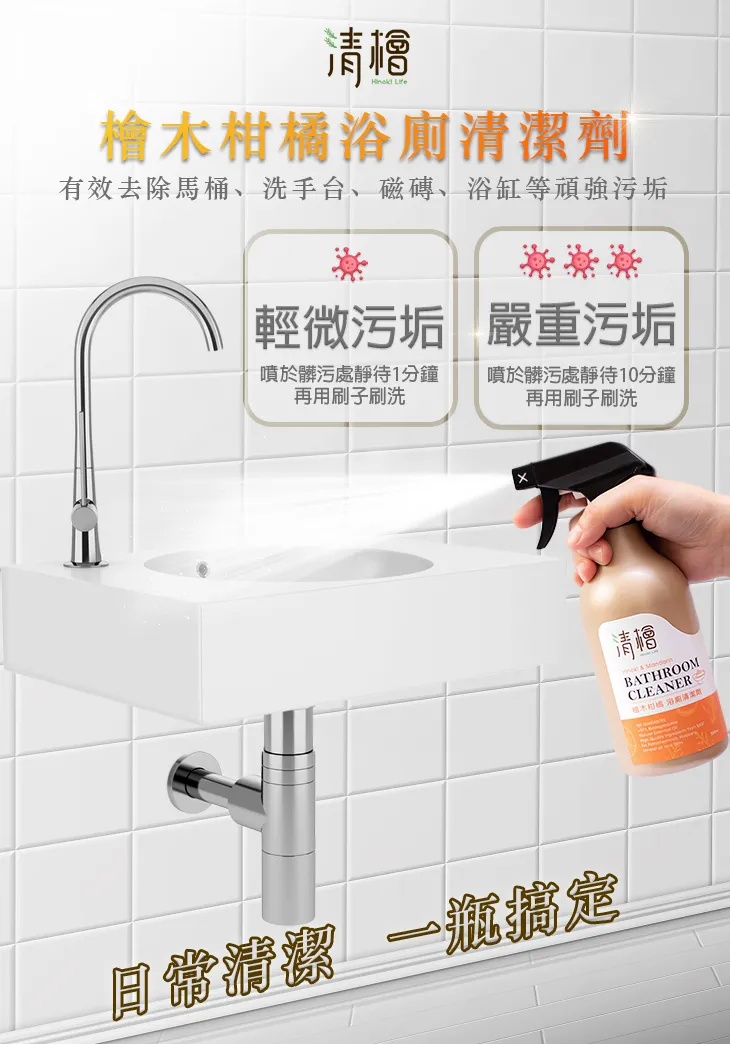 清檜
Hinoki Life
檜木柑橘浴廁清潔劑
有效去除馬桶、洗手台、磁磚、浴缸等頑強污垢
輕微污垢
噴於髒污處靜待1分鐘
再用刷子刷洗
嚴重污垢
噴於髒污處靜待10分鐘
再用刷子刷洗
清檜
Hinoki Life
Hinoki & Mandarin
BATHROOM
CLEANER
檜木柑橘 浴廁清潔劑
日常清潔 一瓶搞定